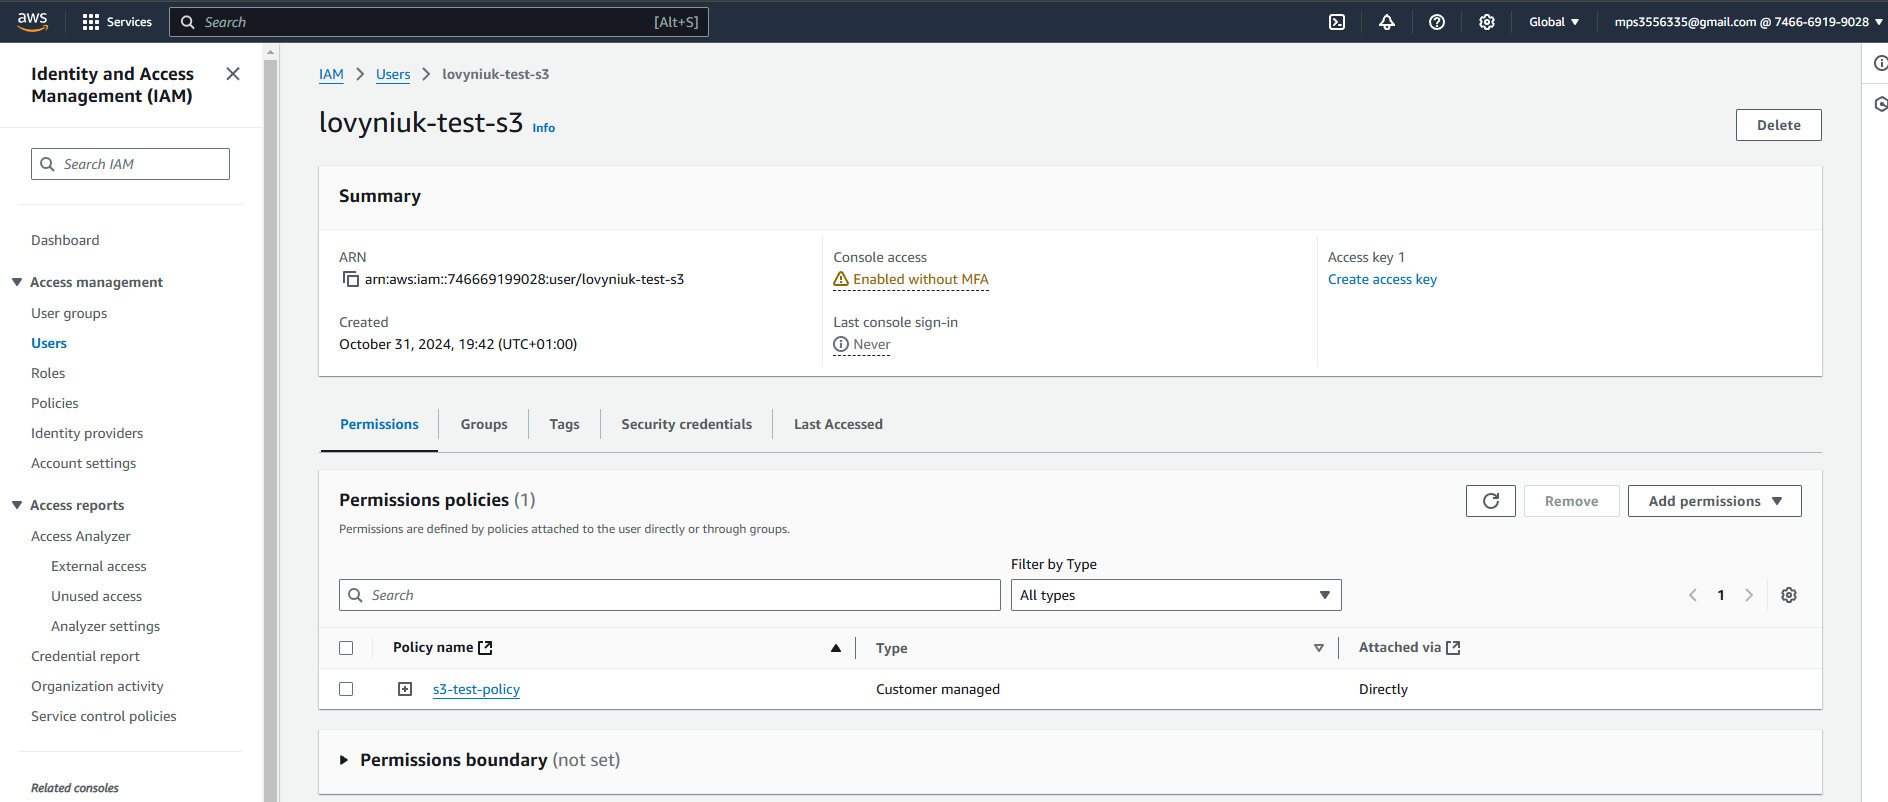 aws
Services
Search
[Alt+S]
Global
mps3556335@gmail.com @ 7466-6919-9028
Identity and Access
Management (IAM)
Search IAM
Dashboard
Access management
User groups
Users
Roles
Policies
Identity providers
Account settings
Access reports
Access Analyzer
External access
Unused access
Analyzer settings
Credential report
Organization activity
Service control policies
Related consoles
IAM > Users > lovyniuk-test-s3
lovyniuk-test-s3 Info
Delete
Summary
ARN
arn:aws:iam::746669199028:user/lovyniuk-test-s3
Created
October 31, 2024, 19:42 (UTC+01:00)
Console access
Enabled without MFA
Last console sign-in
Never
Access key 1
Create access key
Permissions
Groups
Tags
Security credentials
Last Accessed
Permissions policies (1)
Permissions are defined by policies attached to the user directly or through groups.
Remove
Add permissions
Filter by Type
Search
All types
1
Policy name
Type
Attached via
s3-test-policy
Customer managed
Directly
Permissions boundary (not set)